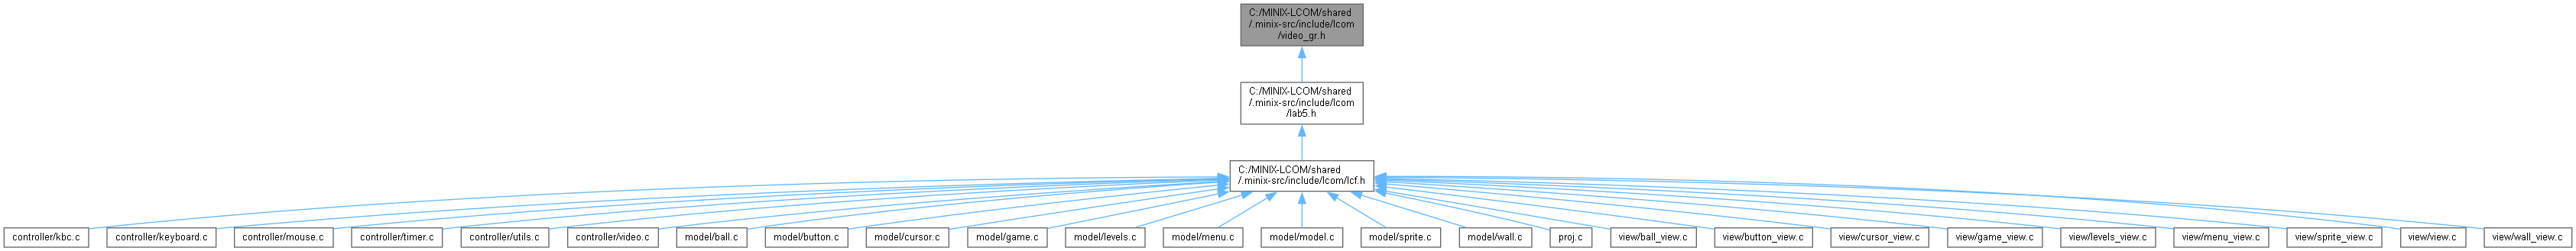 C:/MINIX-LCOM/shared
/.minix-src/include/lcom
/video_gr.h
C:/MINIX-LCOM/shared
/.minix-src/include/lcom
/lab5.h
C:/MINIX-LCOM/shared
/.minix-src/include/lcom/lcf.h
controller/kbc.c
controller/keyboard.c
controller/mouse.c
controller/timer.c
controller/utils.c
controller/video.c
model/ball.c
model/button.c
model/cursor.c
model/game.c
model/levels.c
model/menu.c
model/model.c
model/sprite.c
model/wall.c
proj.c
view/ball_view.c
view/button_view.c
view/cursor_view.c
view/game_view.c
view/levels_view.c
view/menu_view.c
view/sprite_view.c
view/view.c
view/wall_view.c